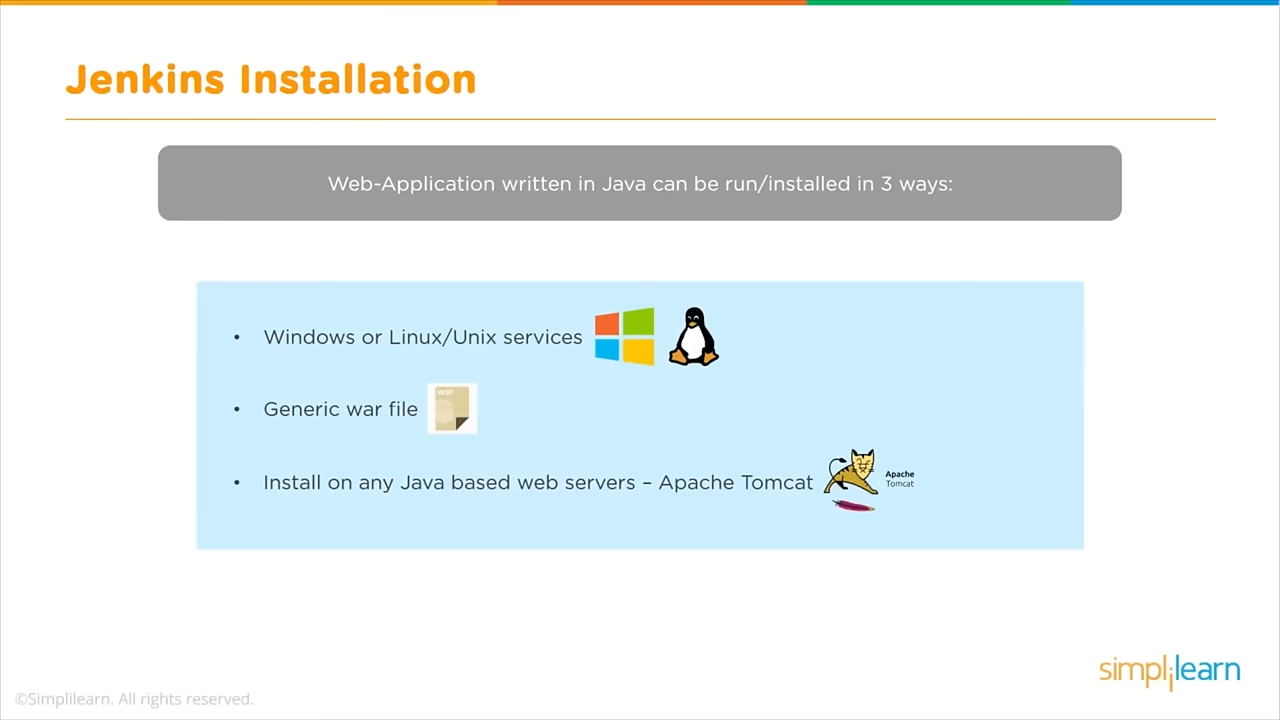 Jenkins Installation
Web-Application written in Java can be run/installed in 3 ways:
• Windows or Linux/Unix services
• Generic war file
war
• Install on any Java based web servers – Apache Tomcat
Apache
Tomcat
simplilearn
©Simplilearn. All rights reserved.